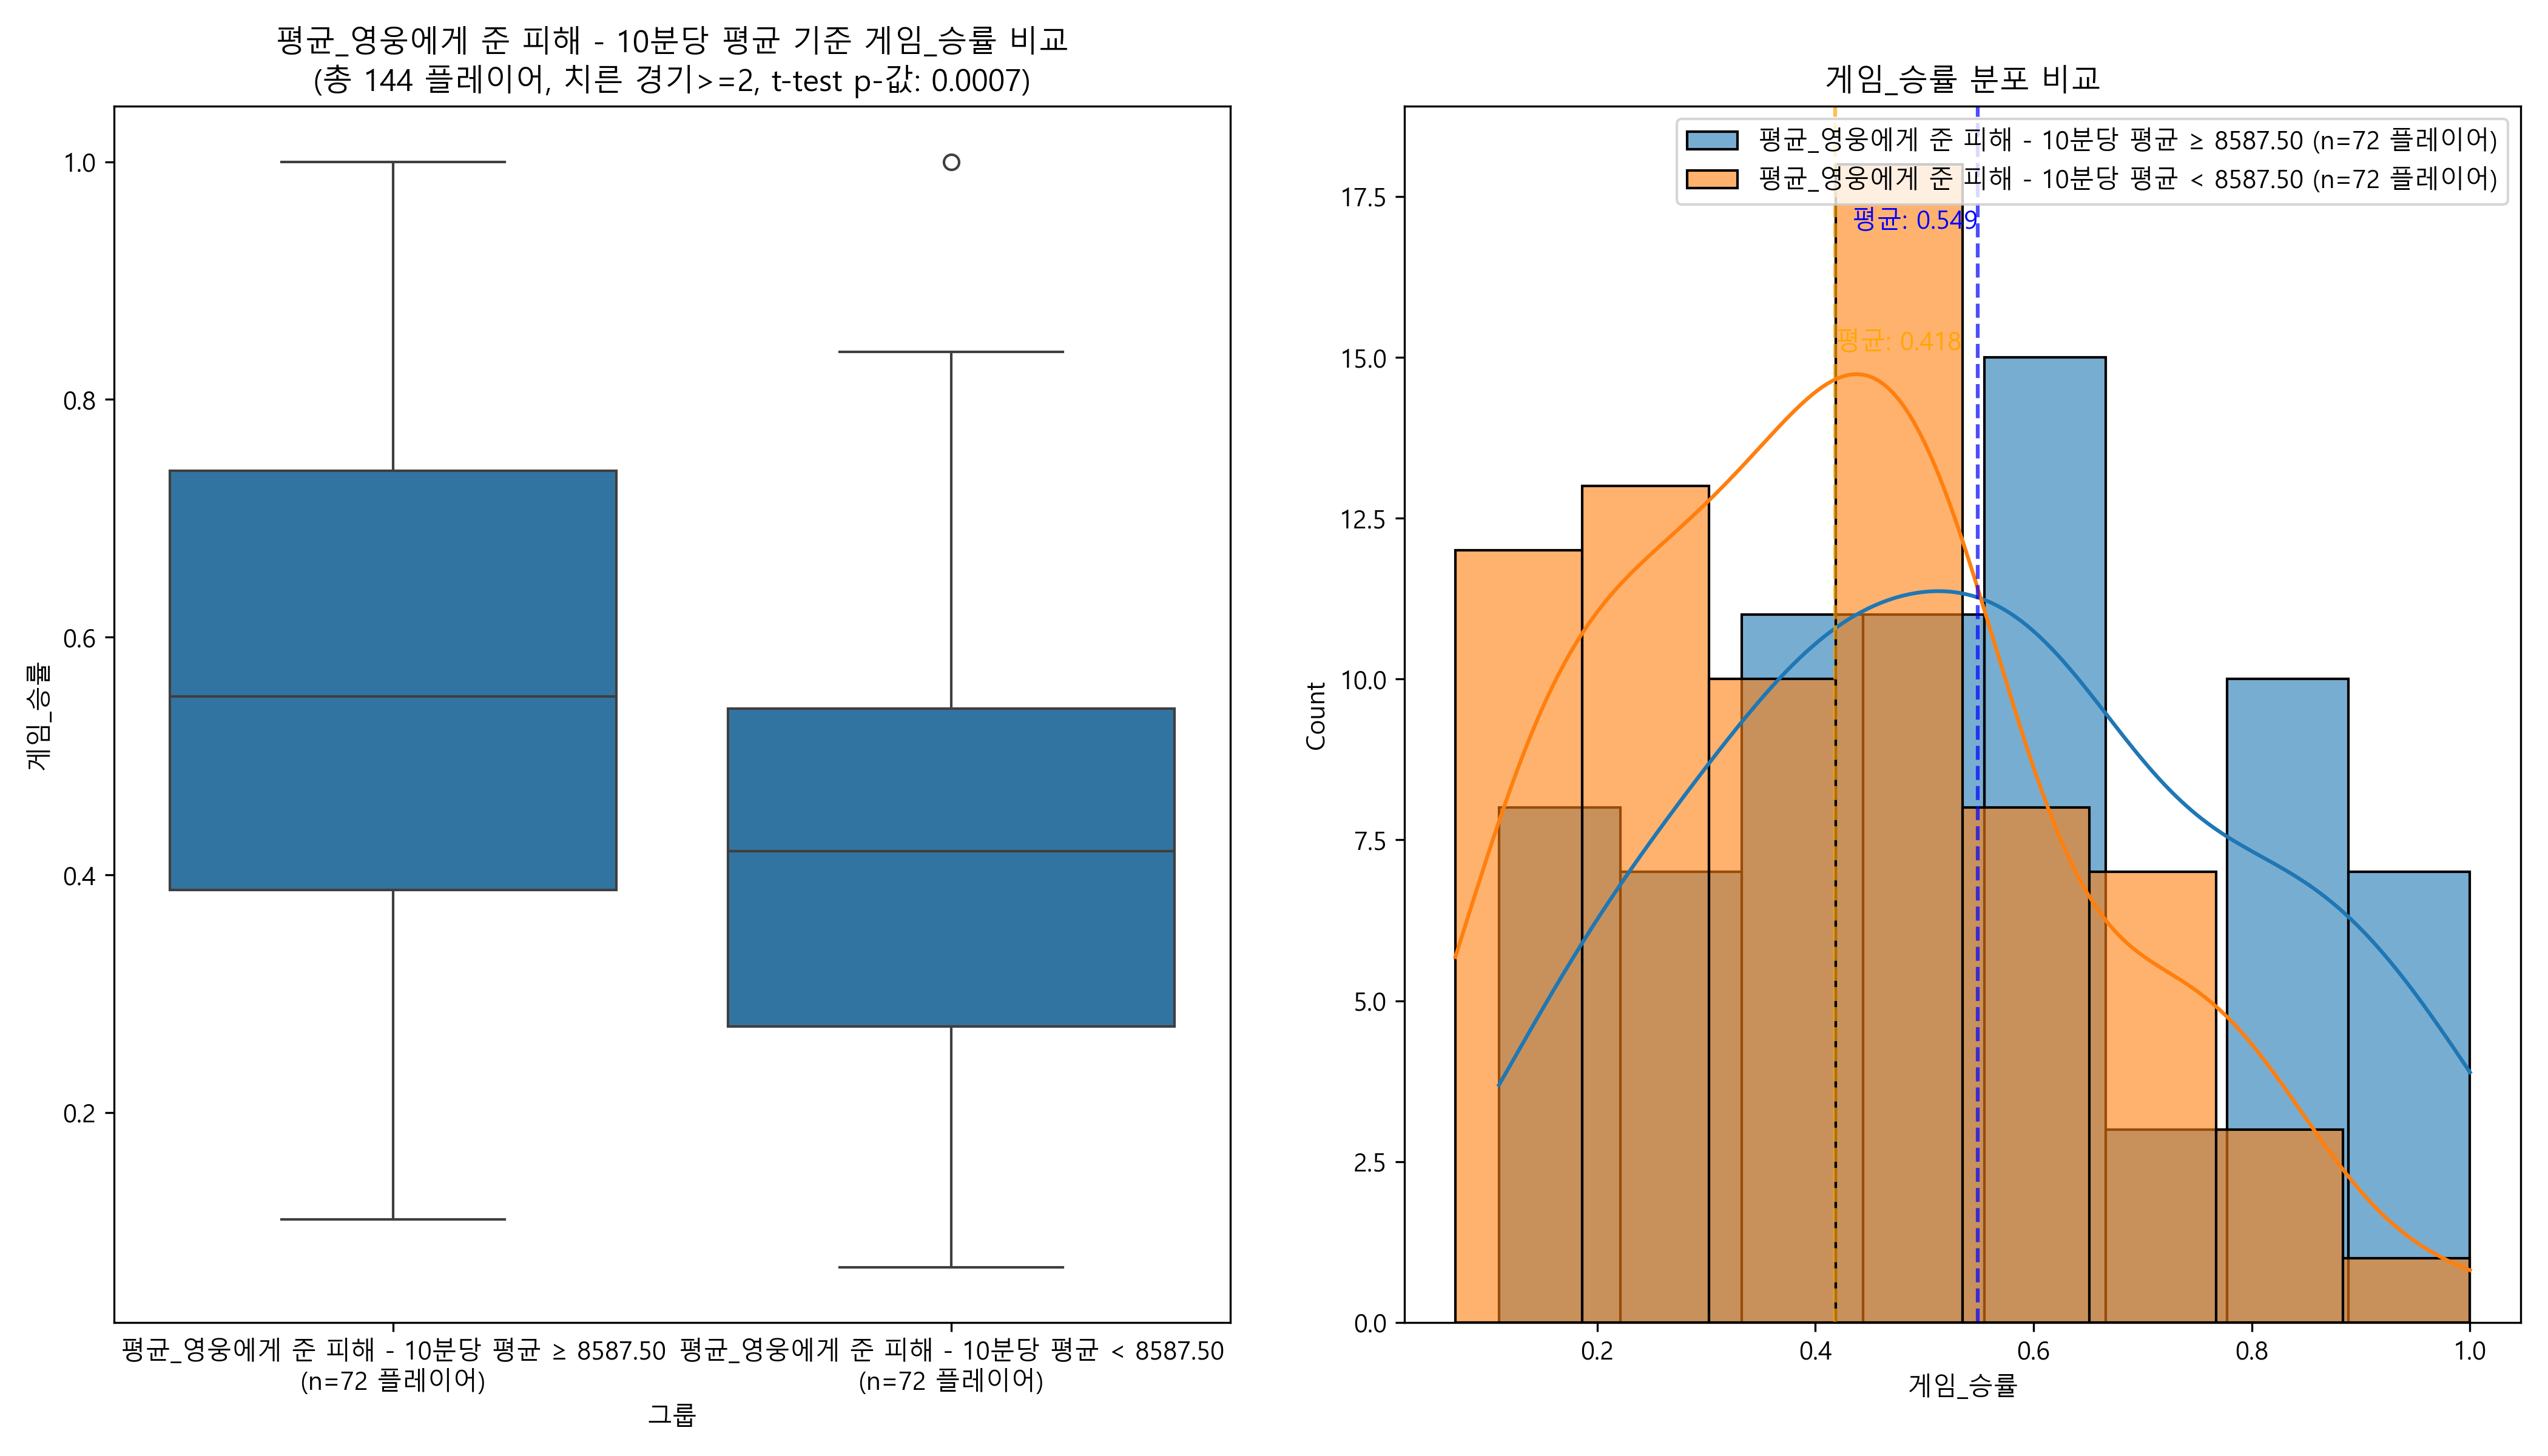 평균_영웅에게 준 피해 - 10분당 평균 기준 게임_승률 비교
(총 144 플레이어, 치른 경기>=2, t-test p-값: 0.0007)
1.0
0.8
0.6
0.4
0.2
게임_승률
평균_영웅에게 준 피해 - 10분당 평균 ≥ 8587.50
(n=72 플레이어)
평균_영웅에게 준 피해 - 10분당 평균 < 8587.50
(n=72 플레이어)
그룹
게임_승률 분포 비교
평균_영웅에게 준 피해 - 10분당 평균 ≥ 8587.50 (n=72 플레이어)
평균_영웅에게 준 피해 - 10분당 평균 < 8587.50 (n=72 플레이어)
평균: 0.549
평균: 0.418
17.5
15.0
12.5
10.0
7.5
5.0
2.5
0.0
Count
0.2
0.4
0.6
0.8
1.0
게임_승률